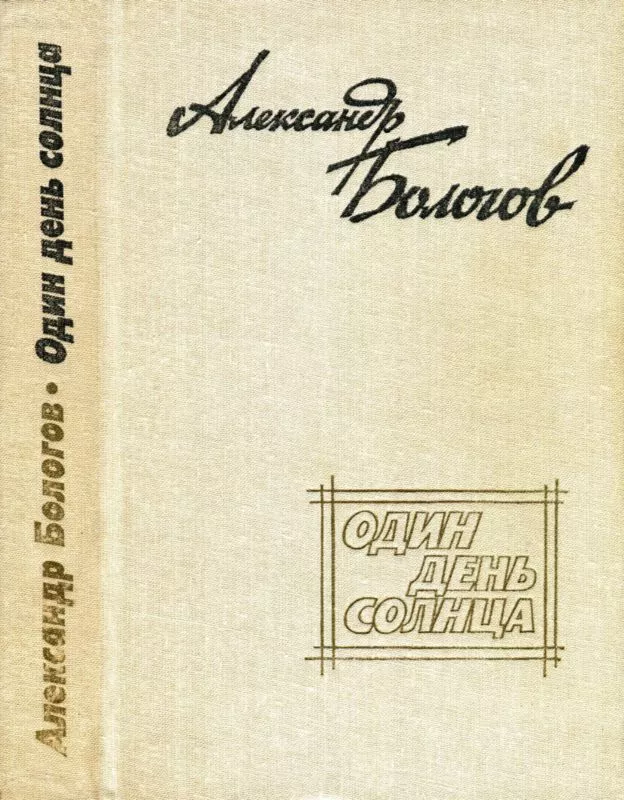 Александр
Бологов
ОДИН
ДЕНЬ
СОЛНЦА
Александр Бологов • Один день солнца